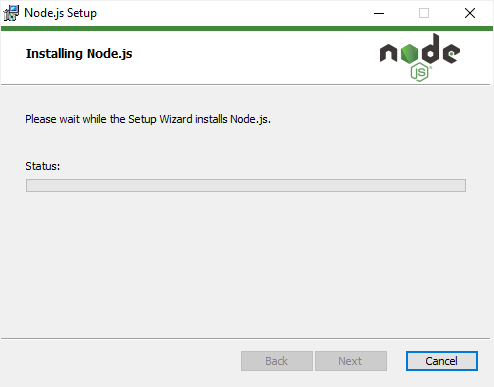 Node.js Setup
Installing Node.js
node
JS
Please wait while the Setup Wizard installs Node.js.
Status:
Back
Next
Cancel